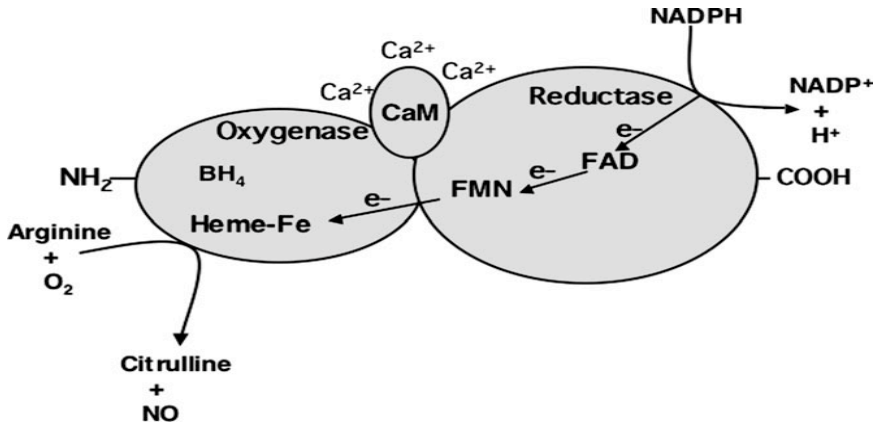 NADPH
Ca²⁺
Ca²⁺
Ca²⁺
NADP⁺
+
H⁺
Reductase
CaM
Oxygenase
e–
FAD
e–
NH₂
BH₄
FMN
COOH
e–
Heme-Fe
Arginine
+
O₂
Citrulline
+
NO